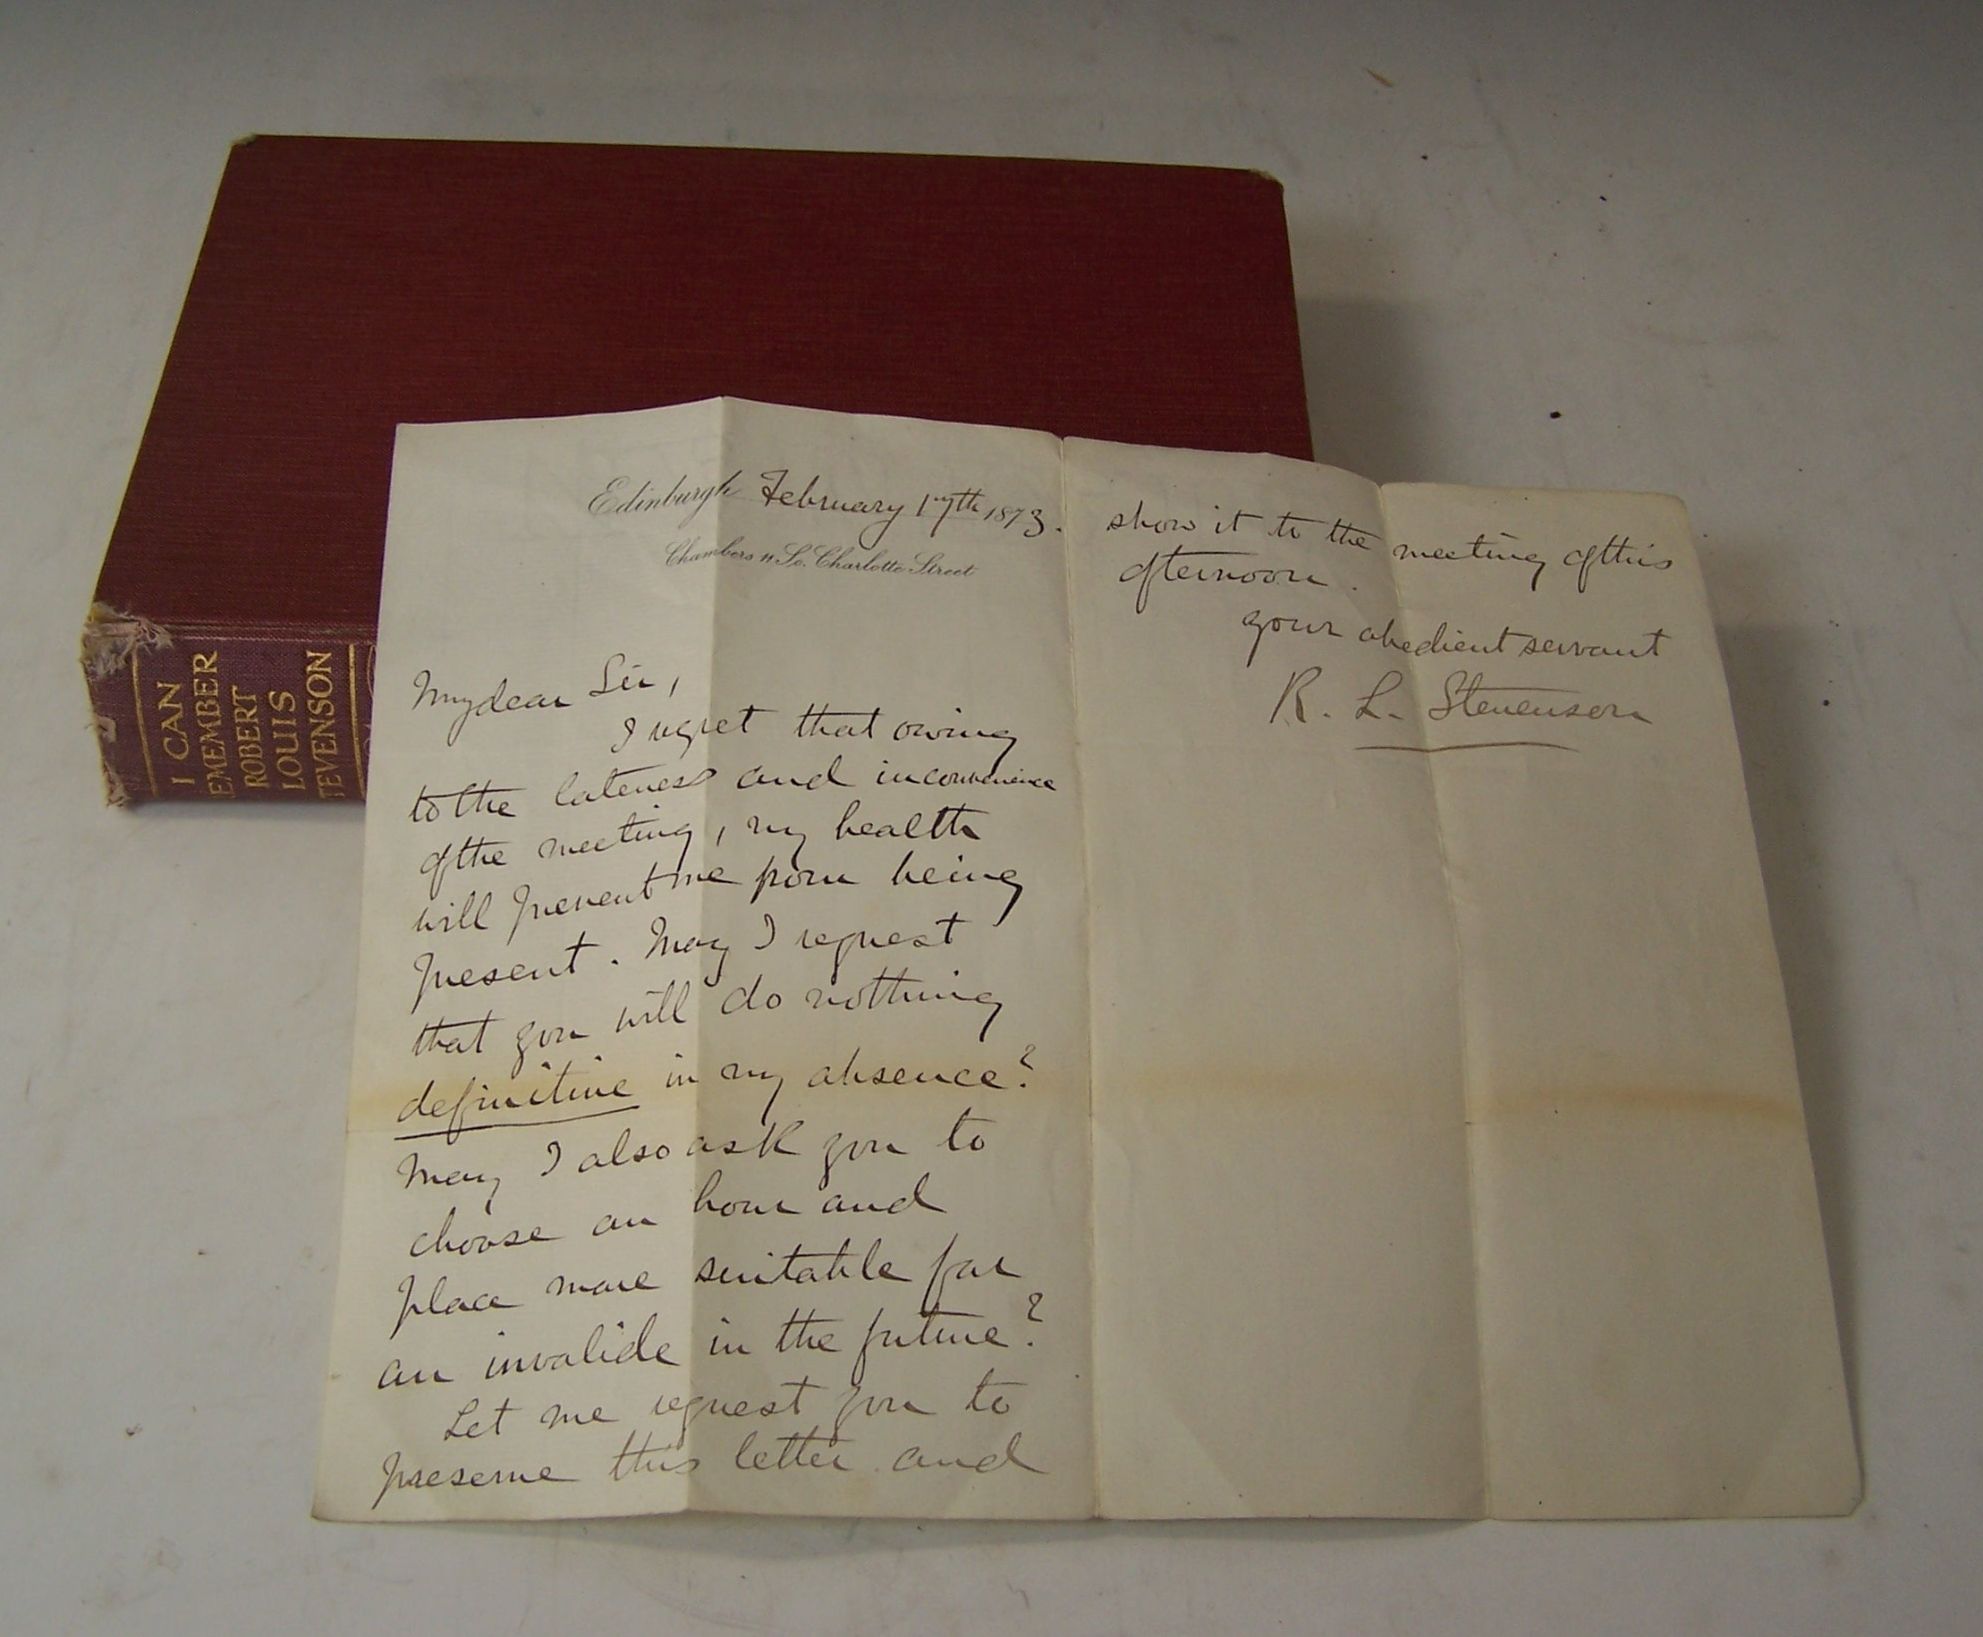 I CAN
EMEMBER
ROBERT
LOUIS
TEVENSON
Edinburgh February 17th 1873.
Chambers 11 So. Charlotte Street
My dear Sir,
I regret that owing
to the lateness and inconvenience
of the meeting, my health
will prevent me from being
present. May I request
that you will do nothing
definitive in my absence?
May I also ask you to
choose an hour and
place more suitable for
an invalide in the future?
Let me request you to
preserve this letter and
show it to the meeting of this
afternoon.
your obedient servant
R. L. Stevenson